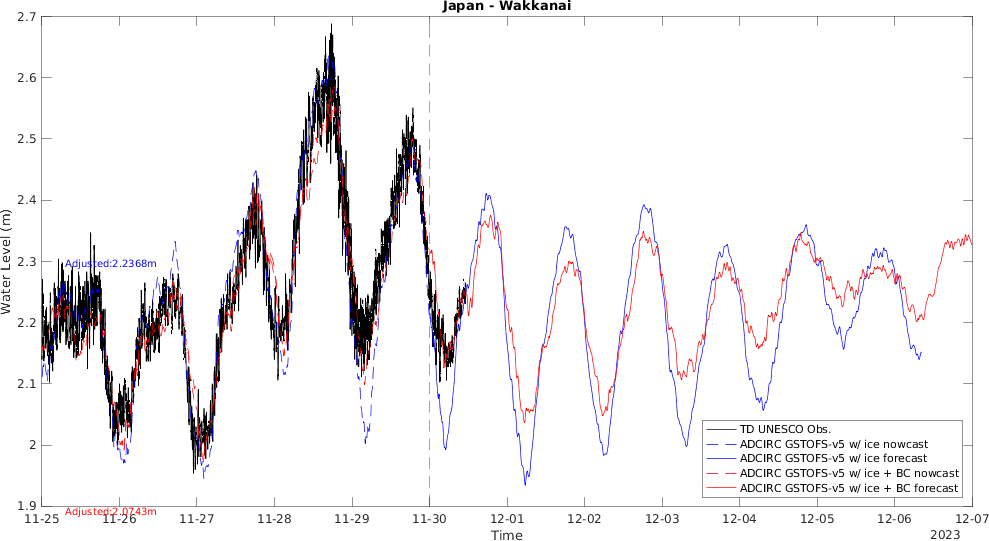 Japan - Wakkanai
Water Level (m)
2.7
2.6
2.5
2.4
2.3
2.2
2.1
2
1.9
Adjusted:2.2368m
Adjusted:2.0743m
TD UNESCO Obs.
ADCIRC GSTOFS-v5 w/ ice nowcast
ADCIRC GSTOFS-v5 w/ ice forecast
ADCIRC GSTOFS-v5 w/ ice + BC nowcast
ADCIRC GSTOFS-v5 w/ ice + BC forecast
11-25 11-26 11-27 11-28 11-29 11-30 12-01 12-02 12-03 12-04 12-05 12-06 12-07
Time
2023